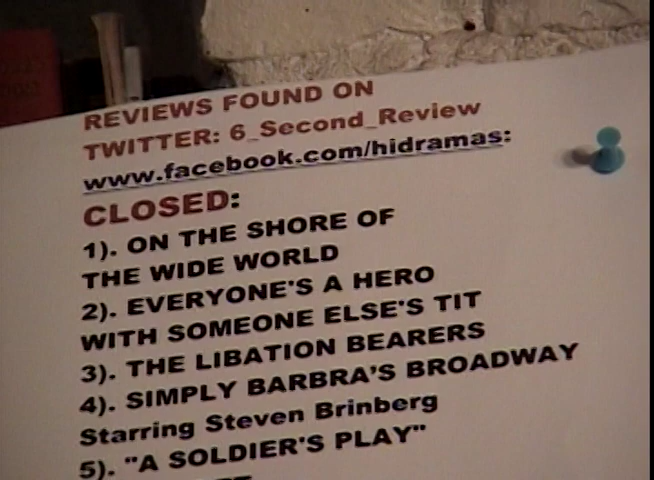 REVIEWS FOUND ON
TWITTER: 6_Second_Review
www.facebook.com/hidramas:
CLOSED:
1). ON THE SHORE OF
THE WIDE WORLD
2). EVERYONE'S A HERO
WITH SOMEONE ELSE'S TIT
3). THE LIBATION BEARERS
4). SIMPLY BARBRA'S BROADWAY
Starring Steven Brinberg
5). "A SOLDIER'S PLAY"